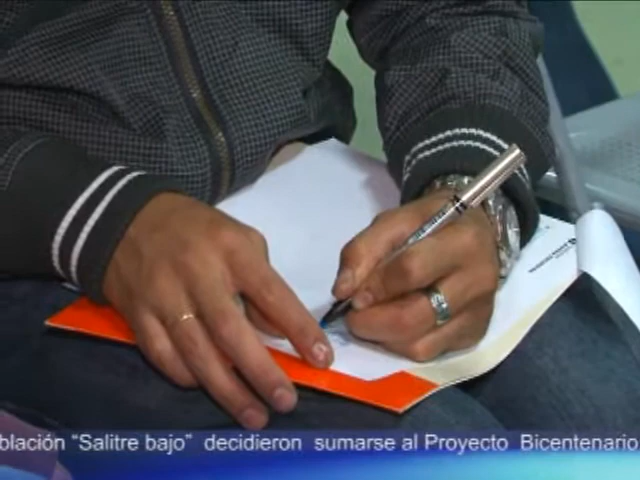 blación “Salitre bajo” decidieron sumarse al Proyecto Bicentenario